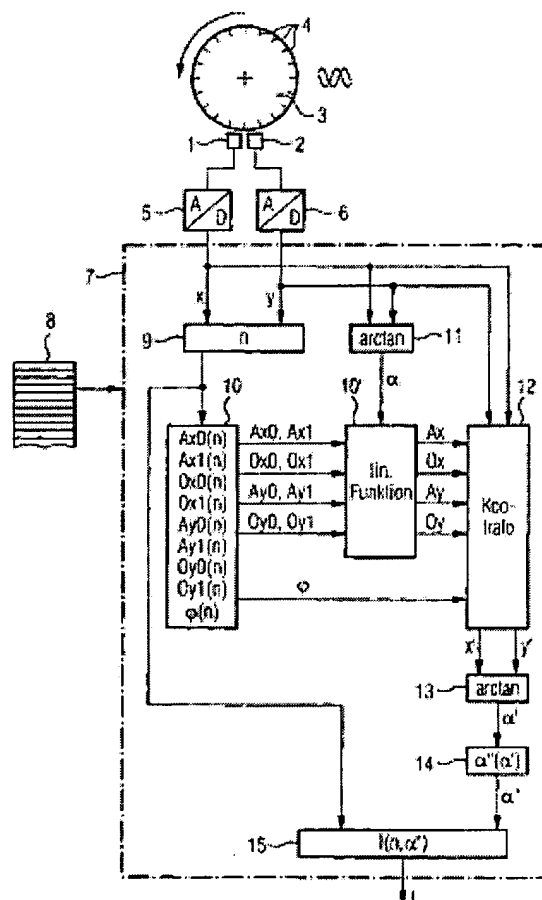 4
3
1 2
5 A D A D 6
7
x y
8
9 n arctan 11
α
10 10' 12
Ax0(n)
Ax1(n)
Ox0(n)
Ox1(n)
Ay0(n)
Ay1(n)
Oy0(n)
Oy1(n)
φ(n)
Ax0, Ax1
Ox0, Ox1
Ay0, Ay1
Oy0, Oy1
φ
lin.
Funktion
Ax
Ox
Ay
Oy
x' y'
13
arctan
α'
14 α"(α')
15